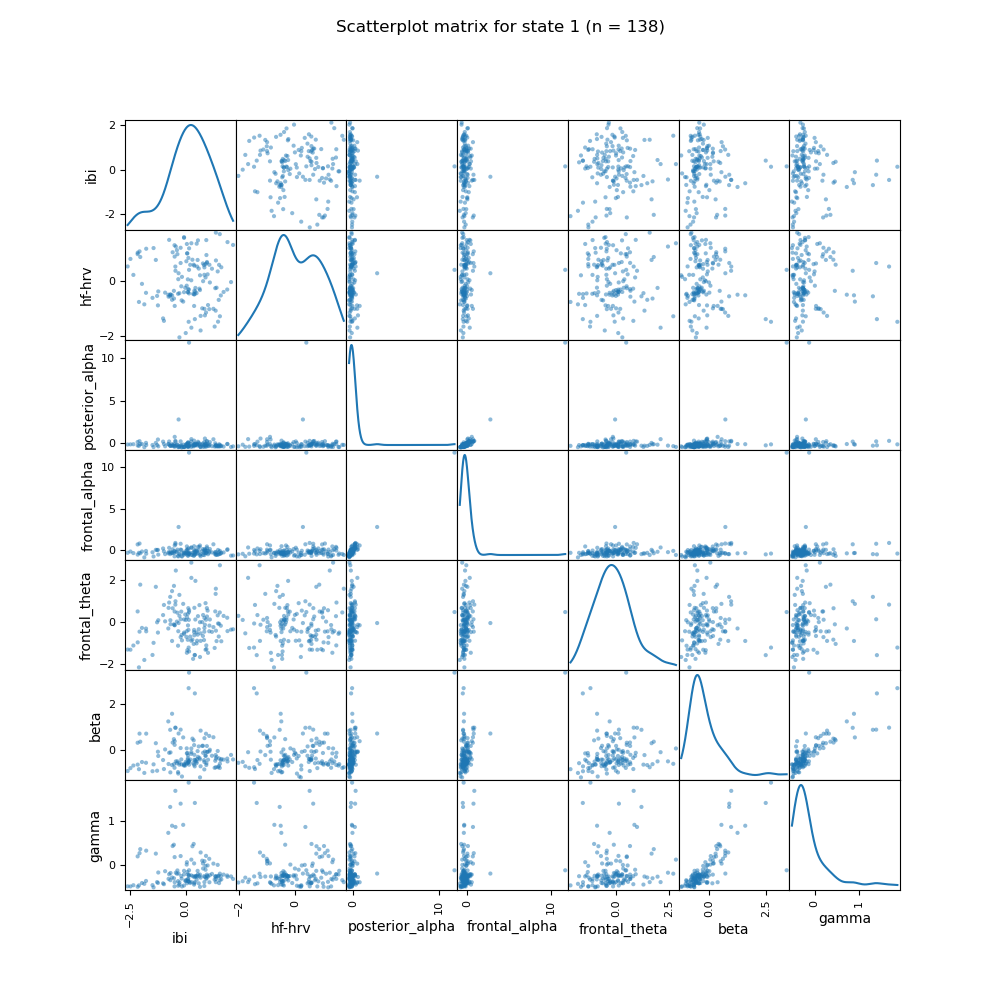 Scatterplot matrix for state 1 (n = 138)
ibi
2
0
-2
hf-hrv
0
−2
posterior_alpha
10
5
0
frontal_alpha
10
5
0
frontal_theta
2
0
−2
beta
2
0
gamma
1
0
−2.5
0.0
−2
0
0
10
0
10
0.0
2.5
0.0
2.5
0
1
ibi
hf-hrv
posterior_alpha
frontal_alpha
frontal_theta
beta
gamma